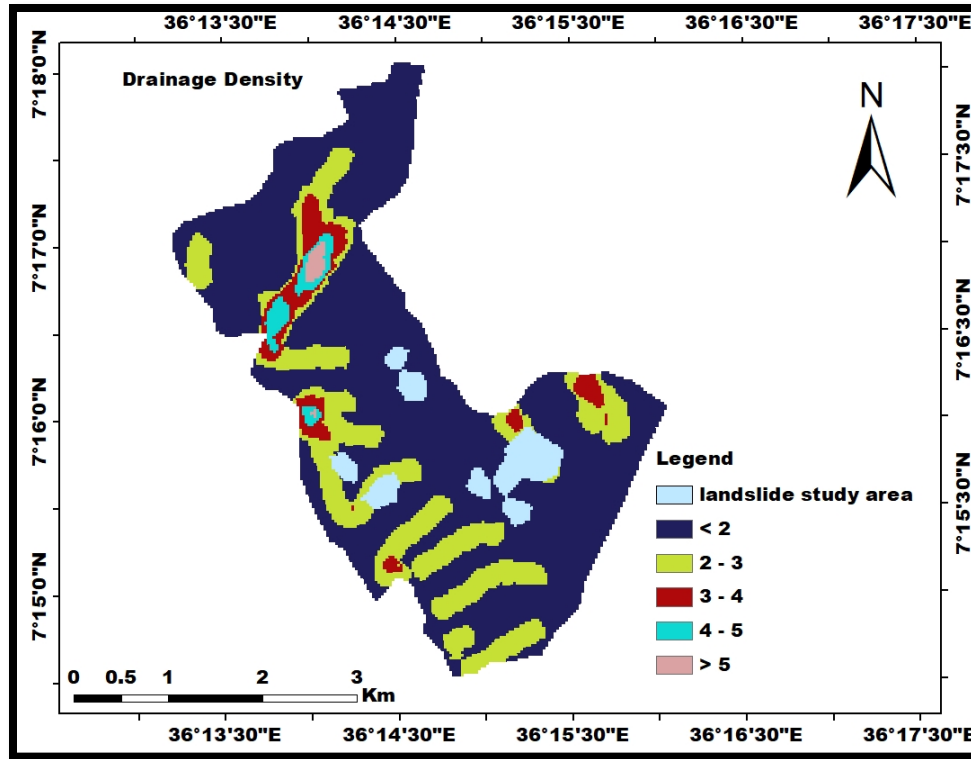 36°13'30"E 36°14'30"E 36°15'30"E 36°16'30"E 36°17'30"E
Drainage Density
N
7°18'0"N
7°17'0"N
7°16'0"N
7°15'0"N
7°17'30"N
7°16'30"N
7°15'30"N
Legend
landslide study area
< 2
2 - 3
3 - 4
4 - 5
> 5
0 0.5 1 2 3
Km
36°13'30"E 36°14'30"E 36°15'30"E 36°16'30"E 36°17'30"E